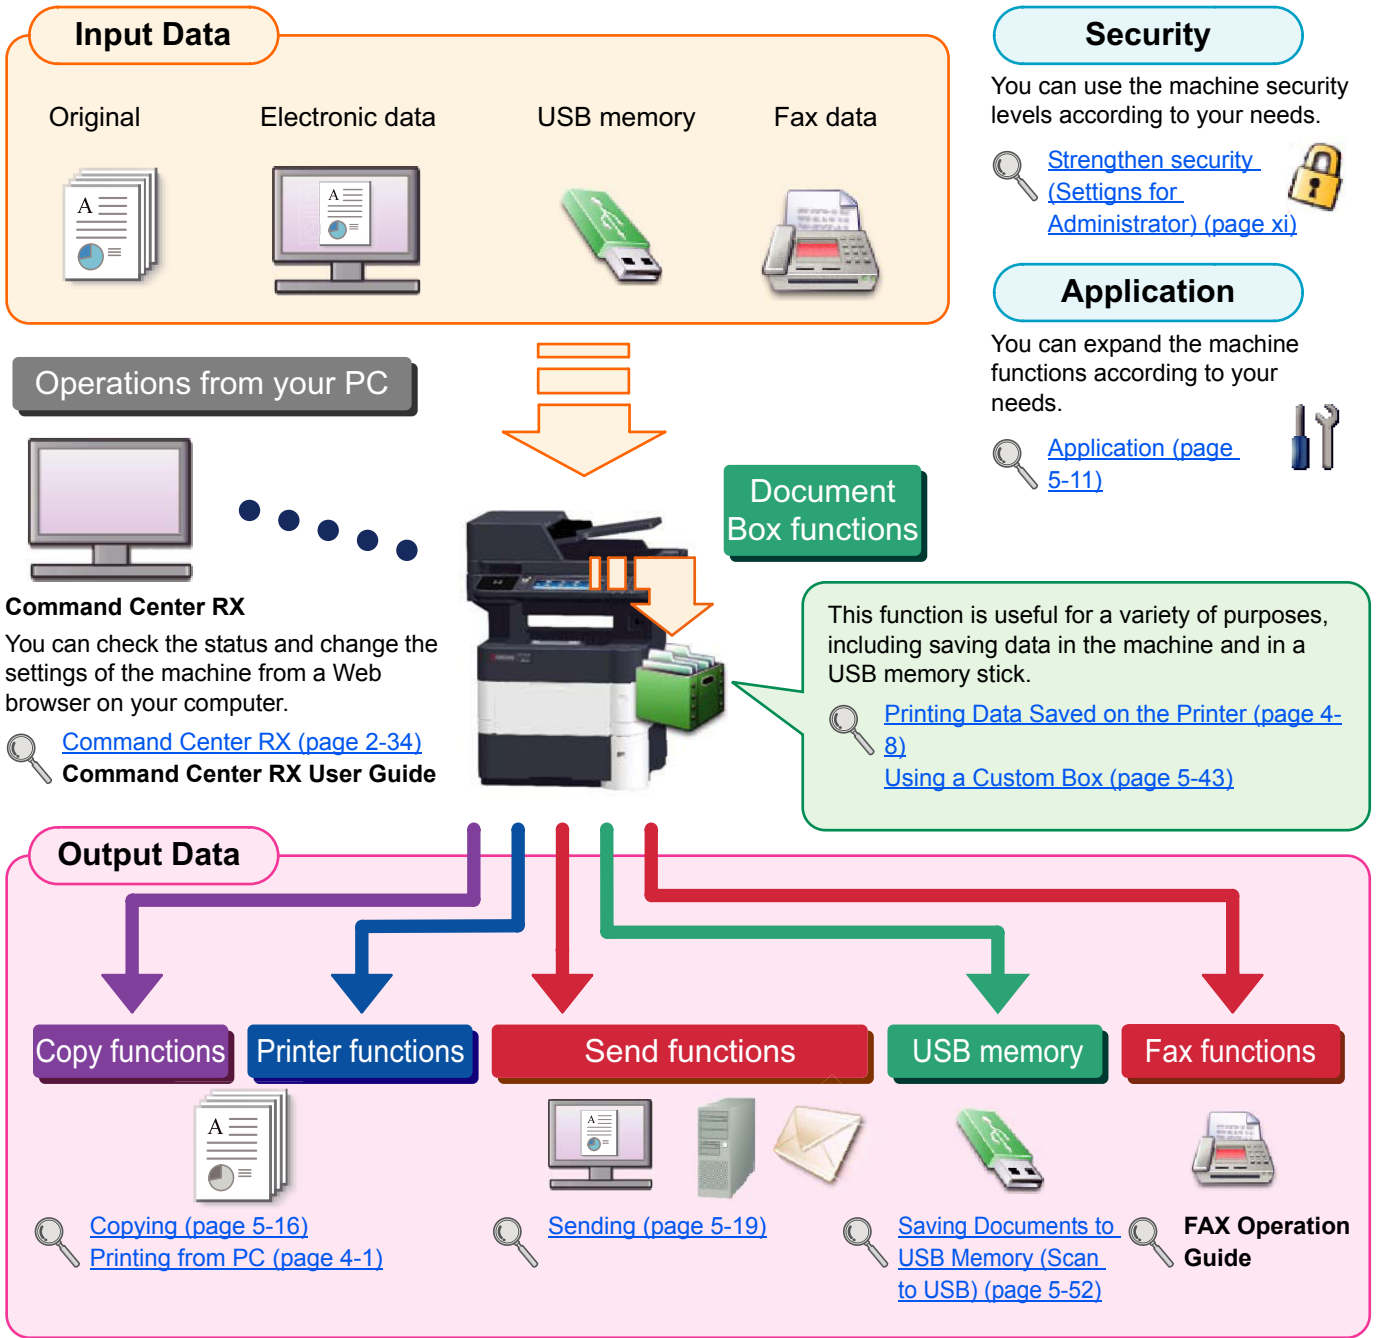 Input Data
Original
Electronic data
USB memory
Fax data
A
A
Security
You can use the machine security
levels according to your needs.
Strengthen security
(Settigns for
Administrator) (page xi)
Application
You can expand the machine
functions according to your
needs.
Application (page
5-11)
Operations from your PC
Document
Box functions
Command Center RX
You can check the status and change the
settings of the machine from a Web
browser on your computer.
Command Center RX (page 2-34)
Command Center RX User Guide
This function is useful for a variety of purposes,
including saving data in the machine and in a
USB memory stick.
Printing Data Saved on the Printer (page 4-
8)
Using a Custom Box (page 5-43)
Output Data
Copy functions
Printer functions
Send functions
USB memory
Fax functions
A
A
Copying (page 5-16)
Printing from PC (page 4-1)
Sending (page 5-19)
Saving Documents to
USB Memory (Scan
to USB) (page 5-52)
FAX Operation
Guide